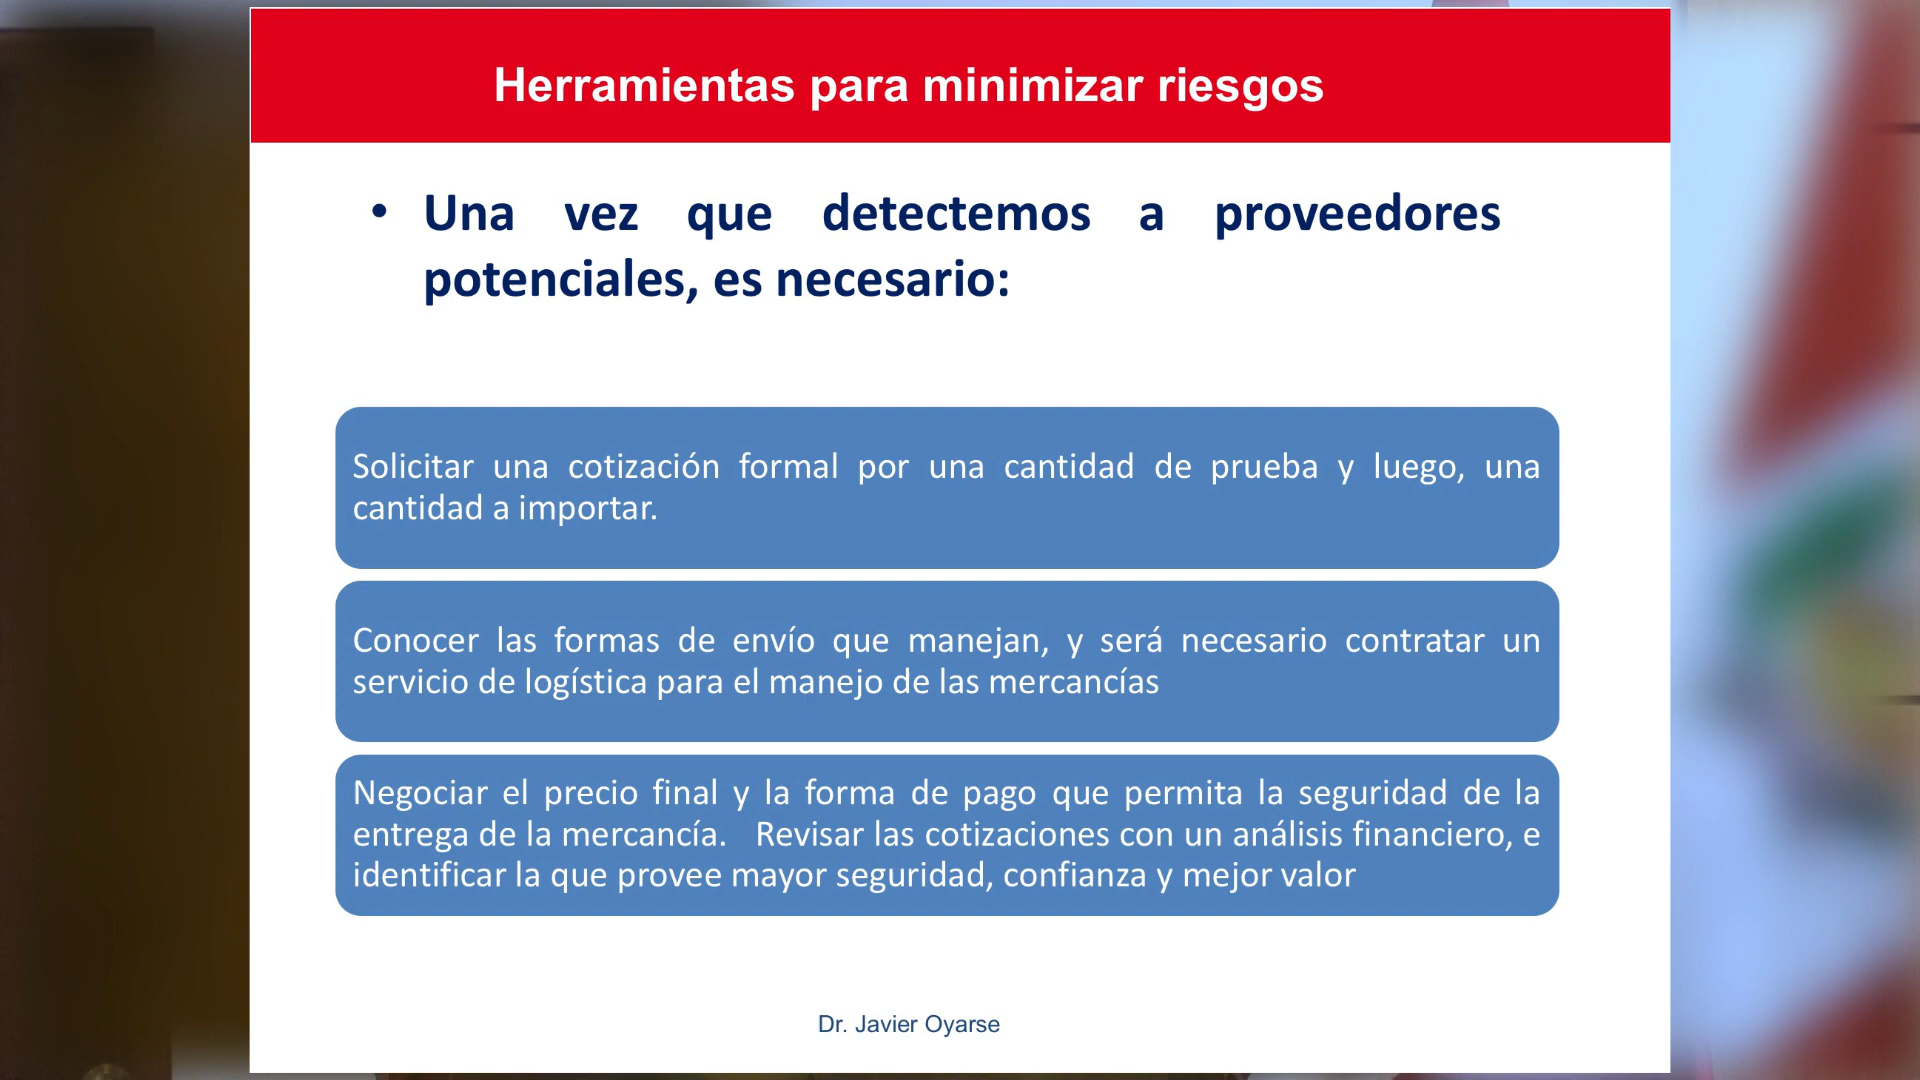 Herramientas para minimizar riesgos
• Una vez que detectemos a proveedores
potenciales, es necesario:
Solicitar una cotización formal por una cantidad de prueba y luego, una
cantidad a importar.
Conocer las formas de envío que manejan, y será necesario contratar un
servicio de logística para el manejo de las mercancías
Negociar el precio final y la forma de pago que permita la seguridad de la
entrega de la mercancía. Revisar las cotizaciones con un análisis financiero, e
identificar la que provee mayor seguridad, confianza y mejor valor
Dr. Javier Oyarse